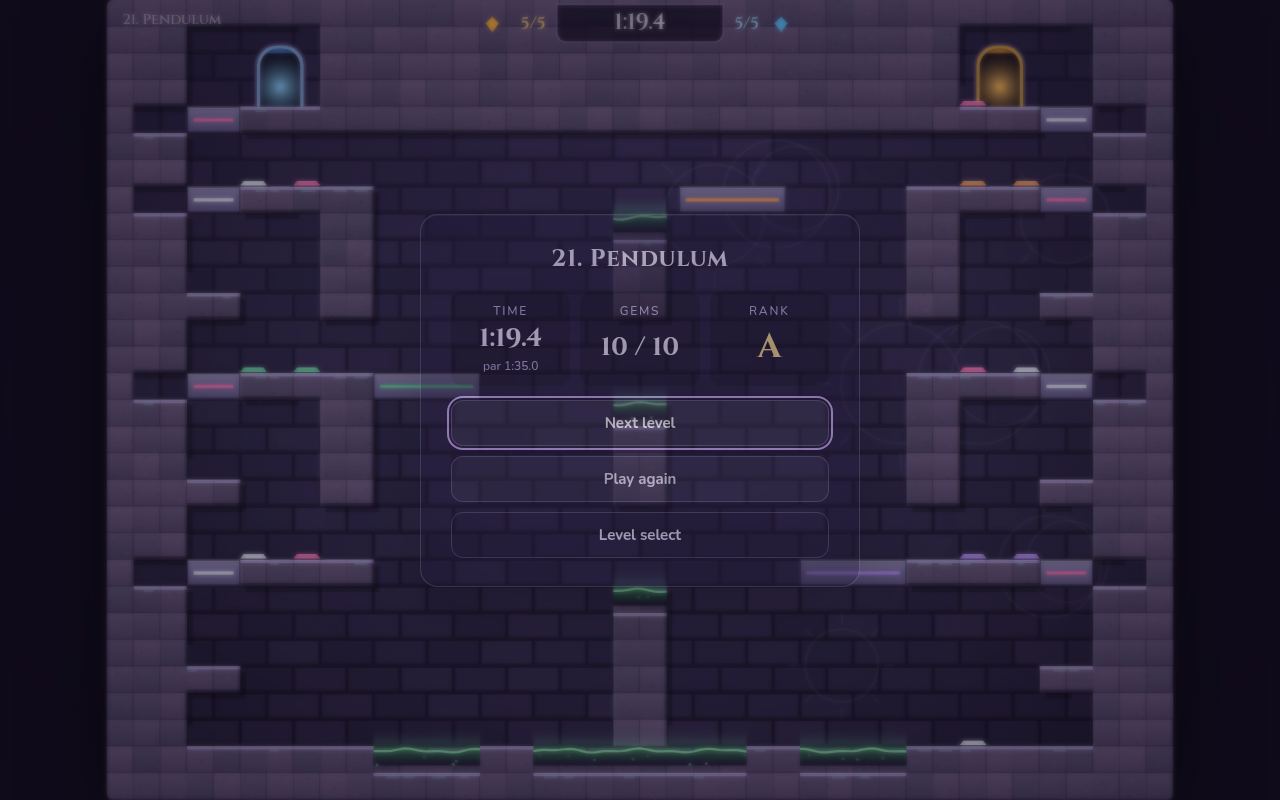 21. Pendulum
5/5
1:19.4
5/5
21. Pendulum
TIME
1:19.4
par 1:35.0
GEMS
10 / 10
RANK
A
Next level
Play again
Level select